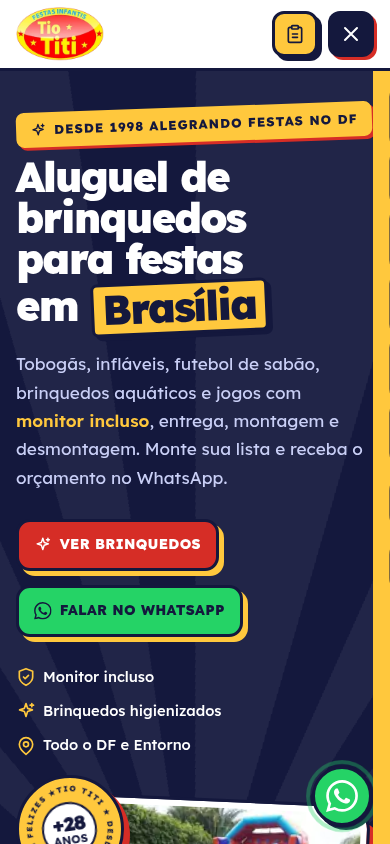 FESTAS INFANTIS
Tio
Titi
DESDE 1998 ALEGRANDO FESTAS NO DF
Aluguel de
brinquedos
para festas
em Brasília
Tobogãs, infláveis, futebol de sabão,
brinquedos aquáticos e jogos com
monitor incluso, entrega, montagem e
desmontagem. Monte sua lista e receba o
orçamento no WhatsApp.
VER BRINQUEDOS
FALAR NO WHATSAPP
Monitor incluso
Brinquedos higienizados
Todo o DF e Entorno
FELIZES ★ TIO TITI ★ DESD
+28
ANOS